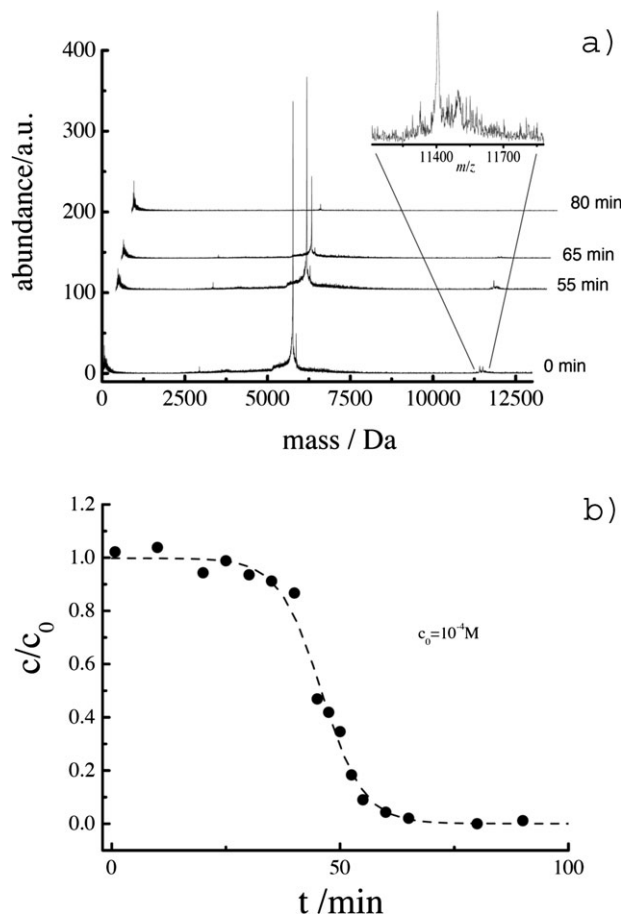 a)
400
300
200
100
0
abundance/a.u.
11400
11700
m/z
80 min
65 min
55 min
0 min
0
2500
5000
7500
10000
12500
mass / Da
b)
1.2
1.0
0.8
0.6
0.4
0.2
0.0
c/c₀
c₀=10⁻⁴M
0
50
100
t /min